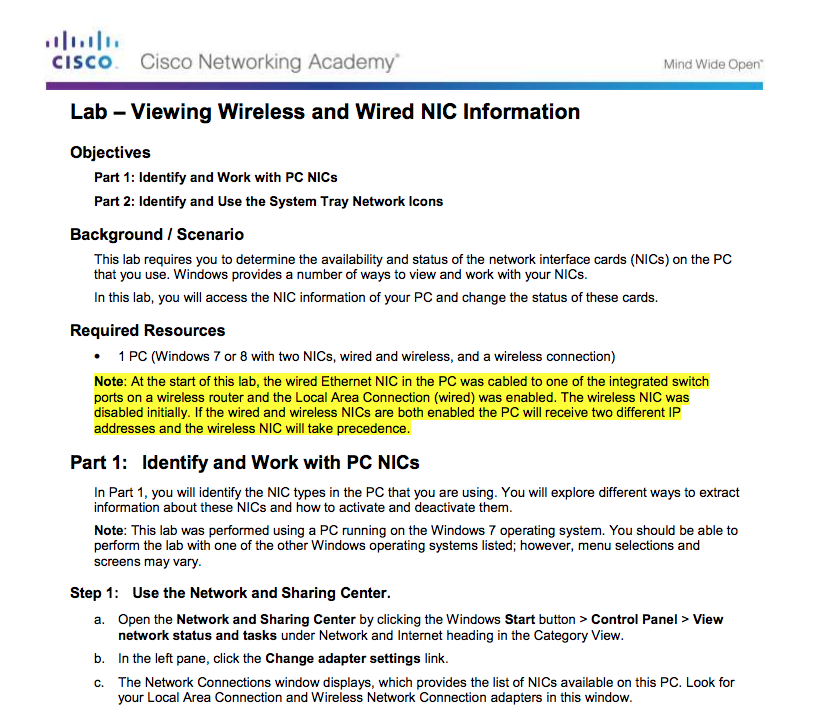 CISCO Cisco Networking Academy® Mind Wide Open™
Lab – Viewing Wireless and Wired NIC Information
Objectives
Part 1: Identify and Work with PC NICs
Part 2: Identify and Use the System Tray Network Icons
Background / Scenario
This lab requires you to determine the availability and status of the network interface cards (NICs) on the PC
that you use. Windows provides a number of ways to view and work with your NICs.
In this lab, you will access the NIC information of your PC and change the status of these cards.
Required Resources
• 1 PC (Windows 7 or 8 with two NICs, wired and wireless, and a wireless connection)
Note: At the start of this lab, the wired Ethernet NIC in the PC was cabled to one of the integrated switch
ports on a wireless router and the Local Area Connection (wired) was enabled. The wireless NIC was
disabled initially. If the wired and wireless NICs are both enabled the PC will receive two different IP
addresses and the wireless NIC will take precedence.
Part 1: Identify and Work with PC NICs
In Part 1, you will identify the NIC types in the PC that you are using. You will explore different ways to extract
information about these NICs and how to activate and deactivate them.
Note: This lab was performed using a PC running on the Windows 7 operating system. You should be able to
perform the lab with one of the other Windows operating systems listed; however, menu selections and
screens may vary.
Step 1: Use the Network and Sharing Center.
a. Open the Network and Sharing Center by clicking the Windows Start button > Control Panel > View
network status and tasks under Network and Internet heading in the Category View.
b. In the left pane, click the Change adapter settings link.
c. The Network Connections window displays, which provides the list of NICs available on this PC. Look for
your Local Area Connection and Wireless Network Connection adapters in this window.